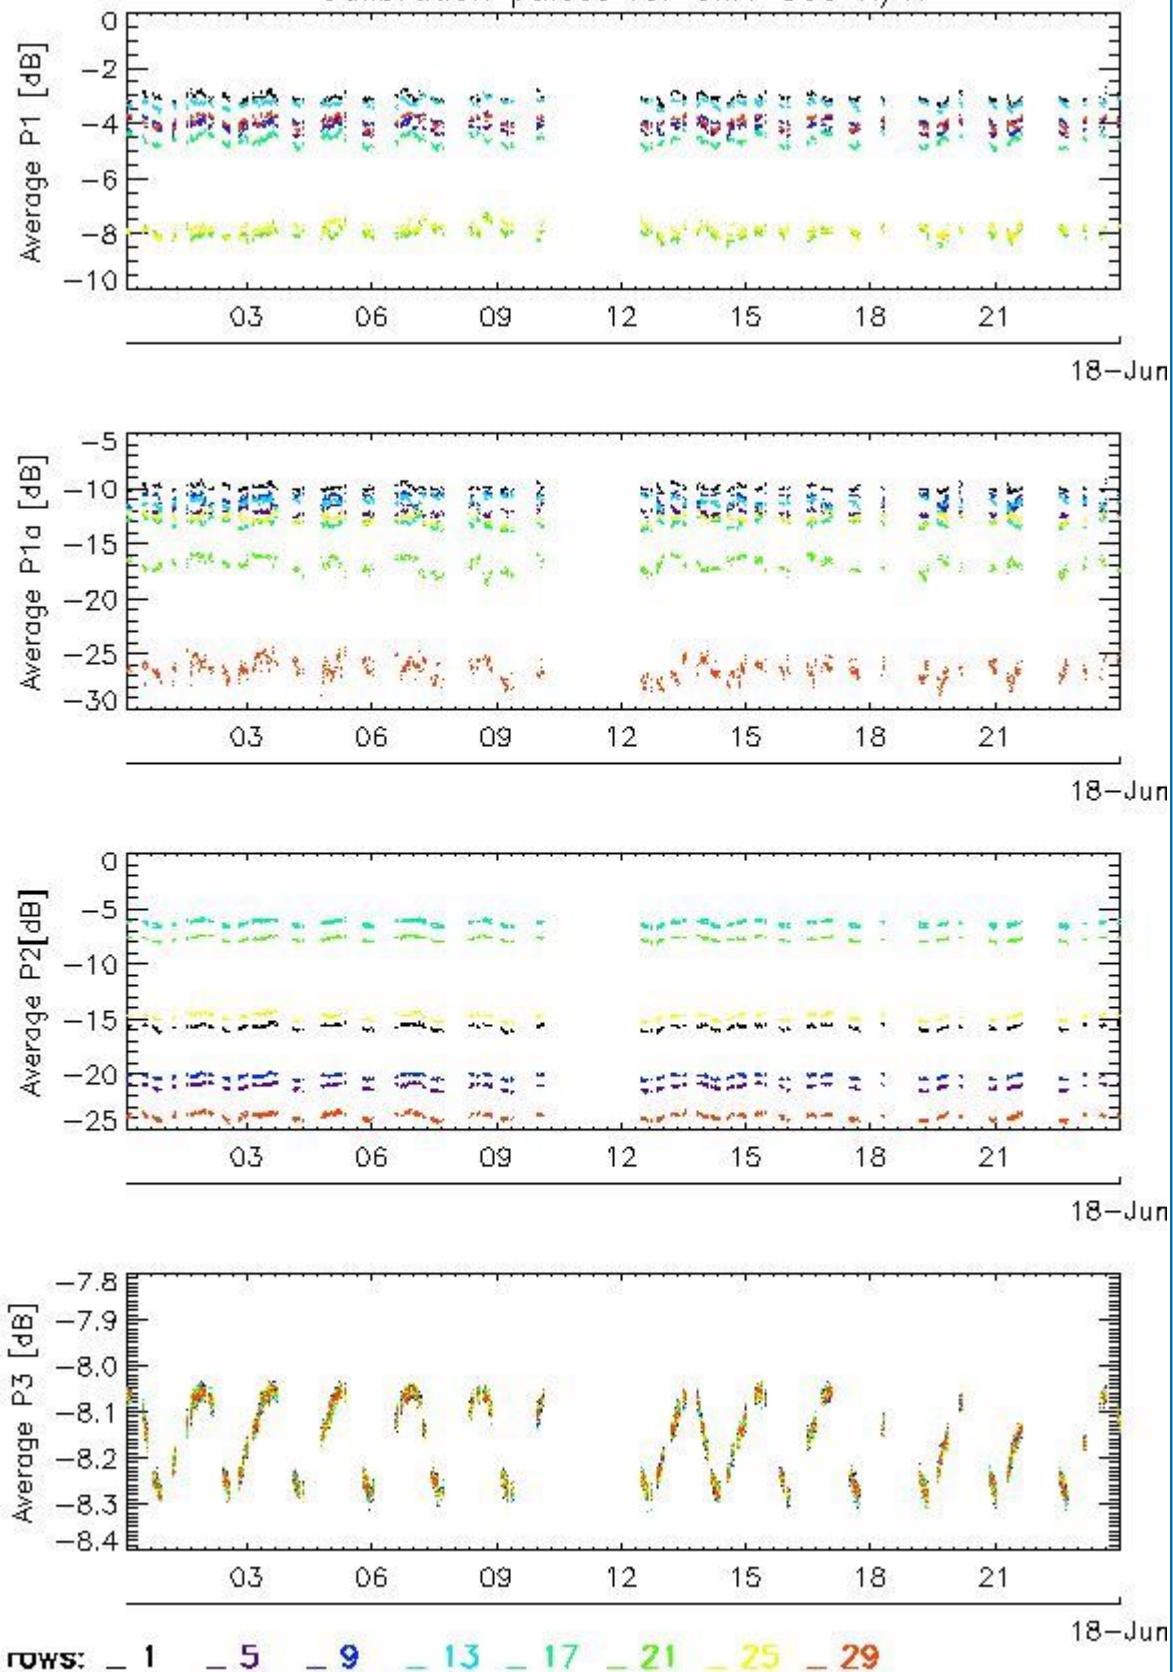 0
−2
−4
−6
−8
−10
Average P1 [dB]
03 06 09 12 15 18 21
18−Jun
−5
−10
−15
−20
−25
−30
Average P1a [dB]
03 06 09 12 15 18 21
18−Jun
0
−5
−10
−15
−20
−25
Average P2[dB]
03 06 09 12 15 18 21
18−Jun
−7.8
−7.9
−8.0
−8.1
−8.2
−8.3
−8.4
Average P3 [dB]
03 06 09 12 15 18 21
18−Jun
rows: _ 1 _ 5 _ 9 _ 13 _ 17 _ 21 _ 25 _ 29